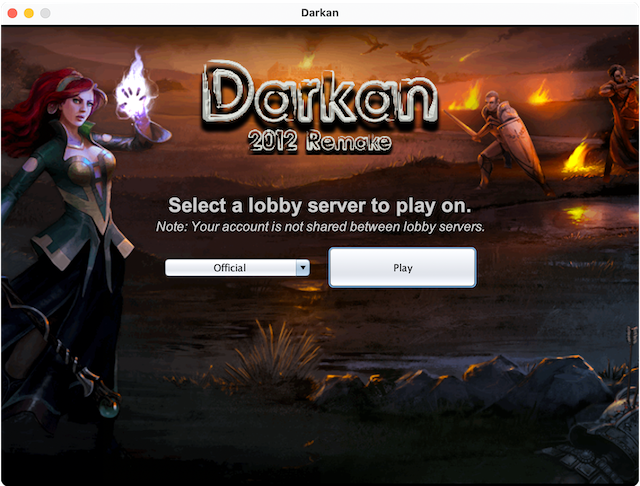 Darkan
Darkan
2012 Remake
Select a lobby server to play on.
Note: Your account is not shared between lobby servers.
Official
Play